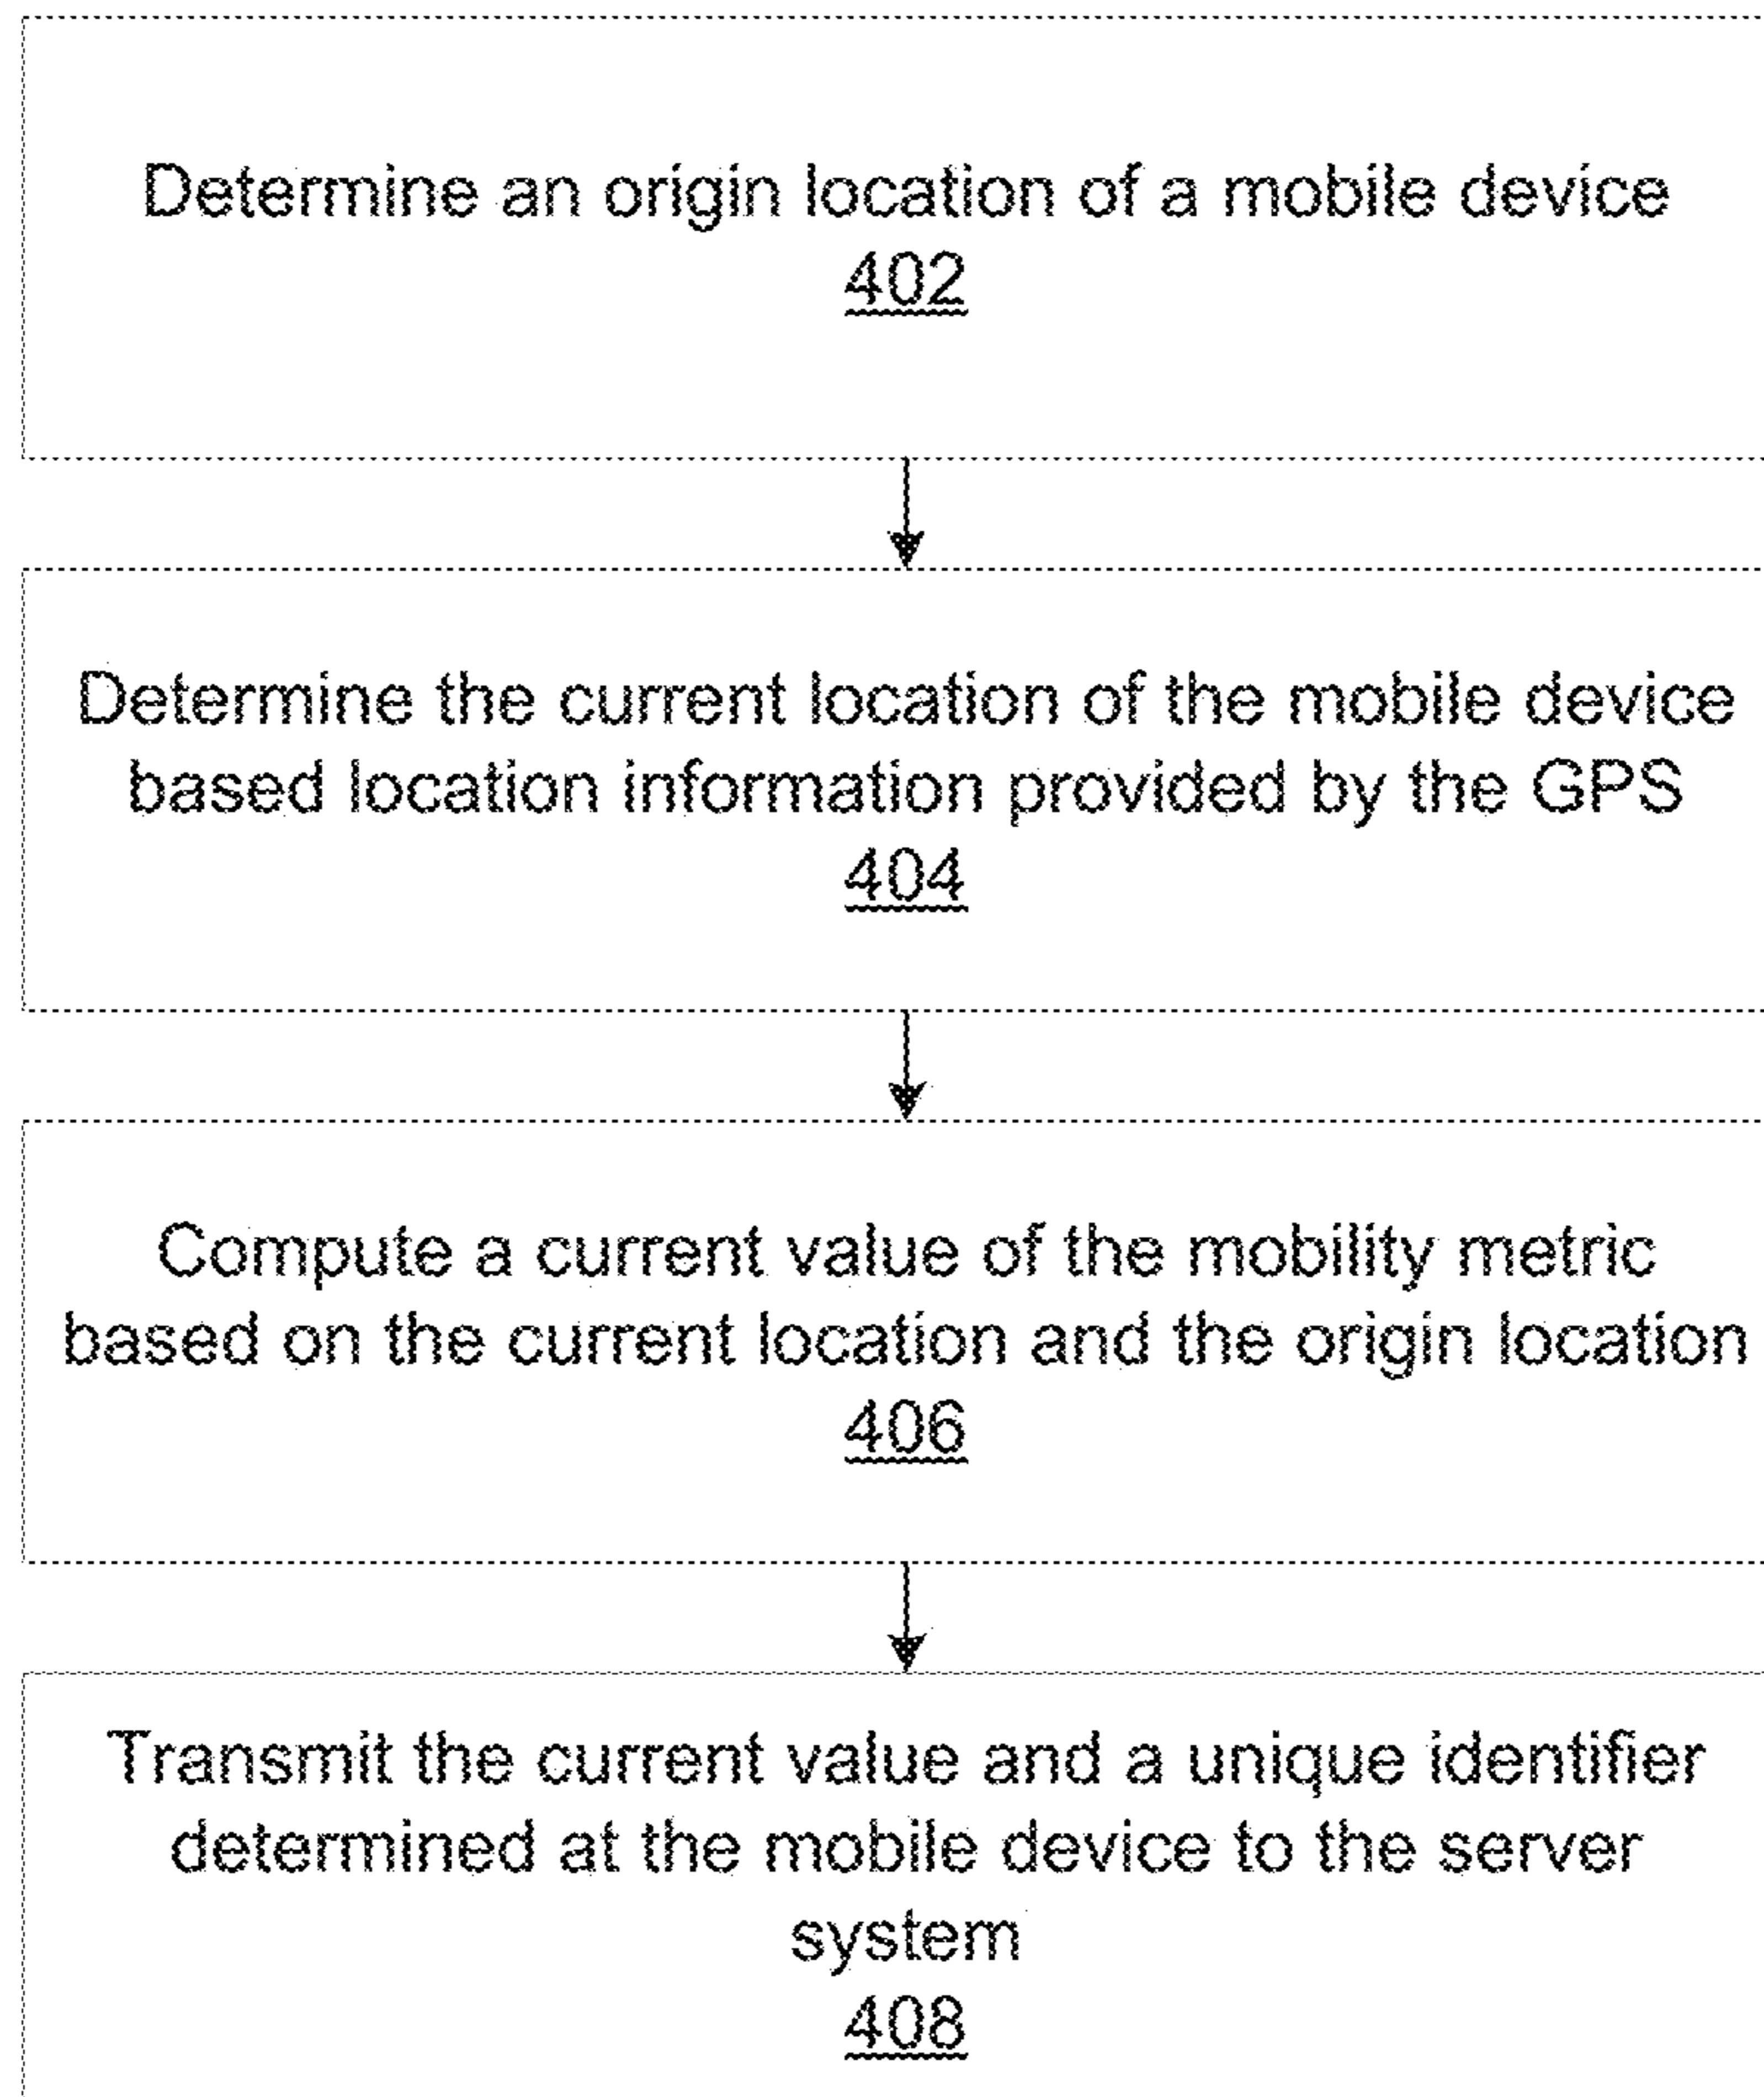 Determine an origin location of a mobile device
402
Determine the current location of the mobile device
based location information provided by the GPS
404
Compute a current value of the mobility metric
based on the current location and the origin location
406
Transmit the current value and a unique identifier
determined at the mobile device to the server
system
408